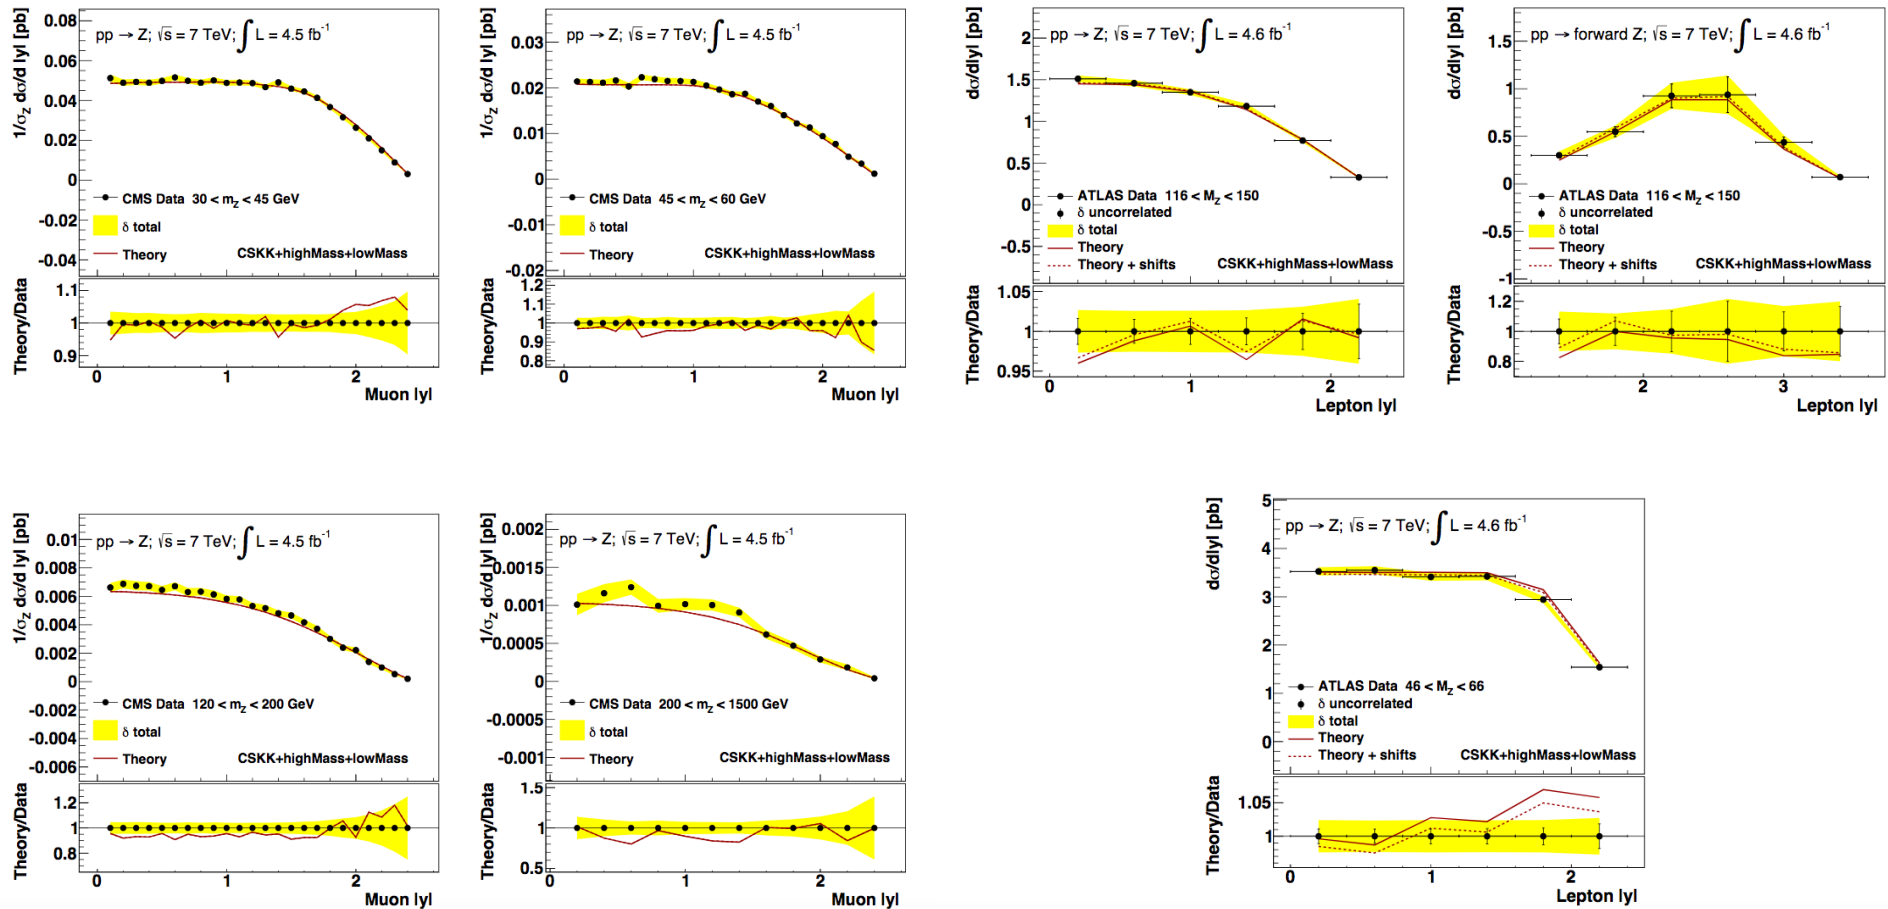 1/σZ dσ/d |y| [pb]
0.08
0.06
0.04
0.02
0
-0.02
-0.04
pp → Z; √s = 7 TeV; ∫ L = 4.5 fb-1
CMS Data 30 < mZ < 45 GeV
δ total
Theory
CSKK+highMass+lowMass
Theory/Data
1.1
1
0.9
0 1 2
Muon |y|
1/σZ dσ/d |y| [pb]
0.03
0.02
0.01
0
-0.01
-0.02
pp → Z; √s = 7 TeV; ∫ L = 4.5 fb-1
CMS Data 45 < mZ < 60 GeV
δ total
Theory
CSKK+highMass+lowMass
Theory/Data
1.2
1.1
1
0.9
0.8
0 1 2
Muon |y|
dσ/d|y| [pb]
2
1.5
1
0.5
0
-0.5
pp → Z; √s = 7 TeV; ∫ L = 4.6 fb-1
ATLAS Data 116 < MZ < 150
δ uncorrelated
δ total
Theory
Theory + shifts
CSKK+highMass+lowMass
Theory/Data
1.05
1
0.95
0 1 2
Lepton |y|
dσ/d|y| [pb]
1.5
1
0.5
0
-0.5
-1
pp → forward Z; √s = 7 TeV; ∫ L = 4.6 fb-1
ATLAS Data 116 < MZ < 150
δ uncorrelated
δ total
Theory
Theory + shifts
CSKK+highMass+lowMass
Theory/Data
1.2
1
0.8
2 3
Lepton |y|
1/σZ dσ/d |y| [pb]
0.01
0.008
0.006
0.004
0.002
0
-0.002
-0.004
-0.006
pp → Z; √s = 7 TeV; ∫ L = 4.5 fb-1
CMS Data 120 < mZ < 200 GeV
δ total
Theory
CSKK+highMass+lowMass
Theory/Data
1.2
1
0.8
0 1 2
Muon |y|
1/σZ dσ/d |y| [pb]
0.002
0.0015
0.001
0.0005
0
-0.0005
-0.001
pp → Z; √s = 7 TeV; ∫ L = 4.5 fb-1
CMS Data 200 < mZ < 1500 GeV
δ total
Theory
CSKK+highMass+lowMass
Theory/Data
1.5
1
0.5
0 1 2
Muon |y|
dσ/d|y| [pb]
5
4
3
2
1
0
pp → Z; √s = 7 TeV; ∫ L = 4.6 fb-1
ATLAS Data 46 < MZ < 66
δ uncorrelated
δ total
Theory
Theory + shifts
CSKK+highMass+lowMass
Theory/Data
1.05
1
0 1 2
Lepton |y|